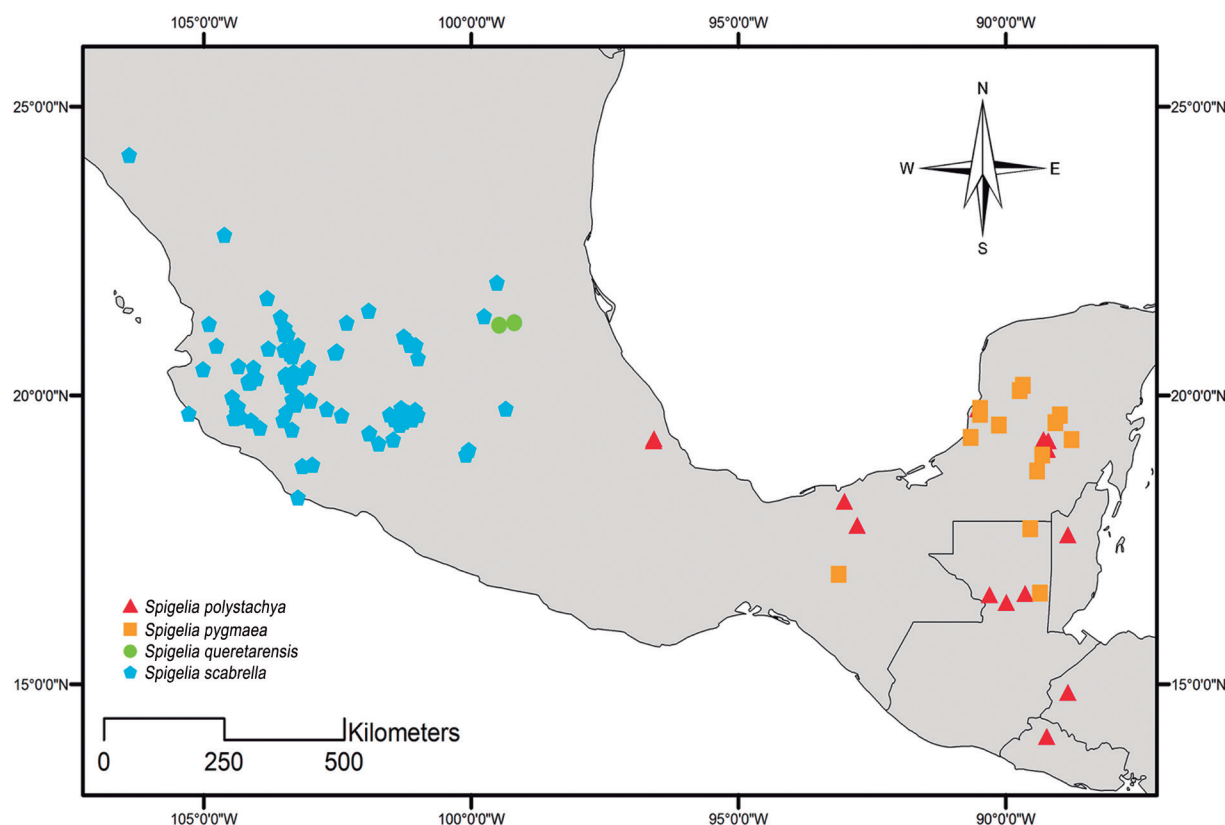 105°0'0"W 100°0'0"W 95°0'0"W 90°0'0"W
25°0'0"N 25°0'0"N
N
W E
S
20°0'0"N 20°0'0"N
Spigelia polystachya
Spigelia pygmaea
Spigelia queretarensis
Spigelia scabrella
15°0'0"N 15°0'0"N
Kilometers
0 250 500
105°0'0"W 100°0'0"W 95°0'0"W 90°0'0"W